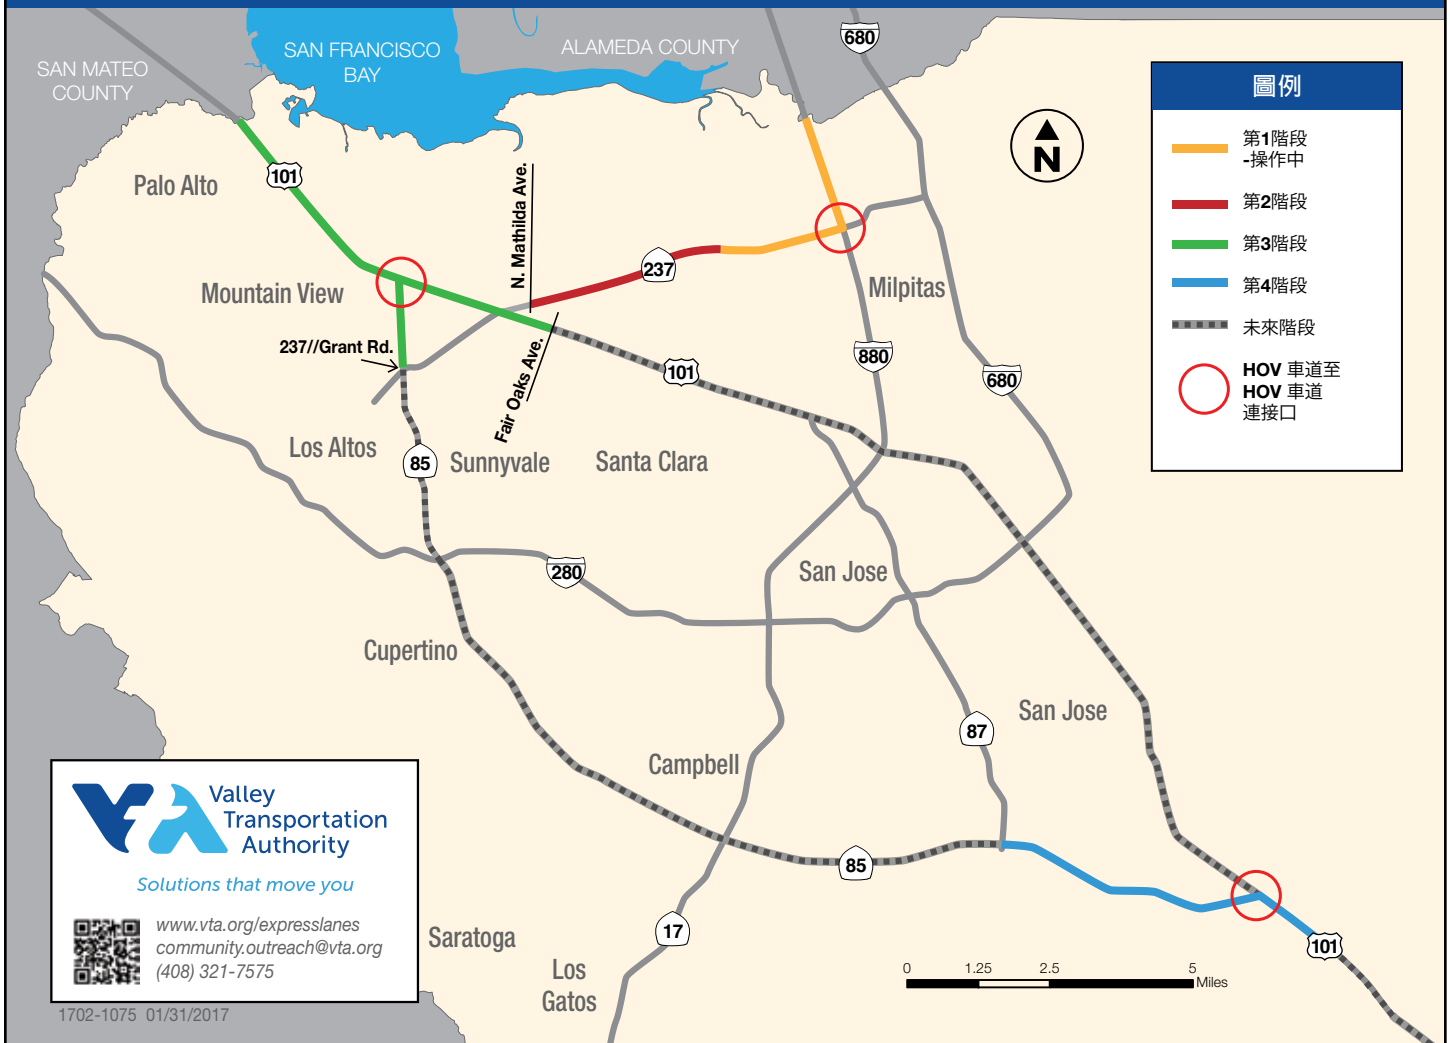 SAN FRANCISCO
BAY
ALAMEDA COUNTY
SAN MATEO
COUNTY
680
圖例
第1階段
-操作中
第2階段
第3階段
第4階段
未來階段
HOV 車道至
HOV 車道
連接口
N
Palo Alto
101
N. Mathilda Ave.
237
Mountain View
Milpitas
237//Grant Rd.
Fair Oaks Ave.
101
880
680
Los Altos
85
Sunnyvale
Santa Clara
280
San Jose
Cupertino
San Jose
87
Campbell
85
17
101
Saratoga
Los
Gatos
Valley
Transportation
Authority
Solutions that move you
www.vta.org/expresslanes
community.outreach@vta.org
(408) 321-7575
1702-1075 01/31/2017
0 1.25 2.5 5
Miles